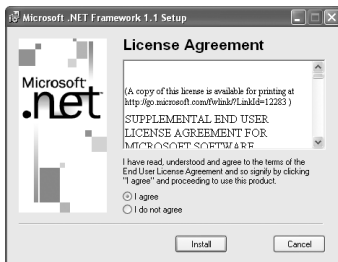 Microsoft .NET Framework 1.1 Setup
License Agreement
Microsoft
.net
(A copy of this license is available for printing at
http://go.microsoft.com/fwlink/?LinkId=12283 )
SUPPLEMENTAL END USER
LICENSE AGREEMENT FOR
MICROSOFT SOFTWARE
I have read, understood and agree to the terms of the
End User License Agreement and so signify by clicking
"I agree" and proceeding to use this product.
I agree
I do not agree
Install
Cancel